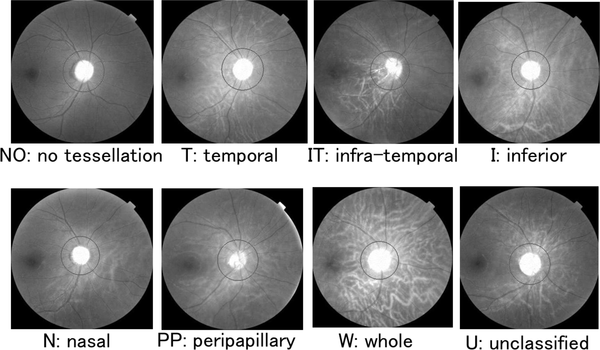 NO: no tessellation
T: temporal
IT: infra-temporal
I: inferior
N: nasal
PP: peripapillary
W: whole
U: unclassified